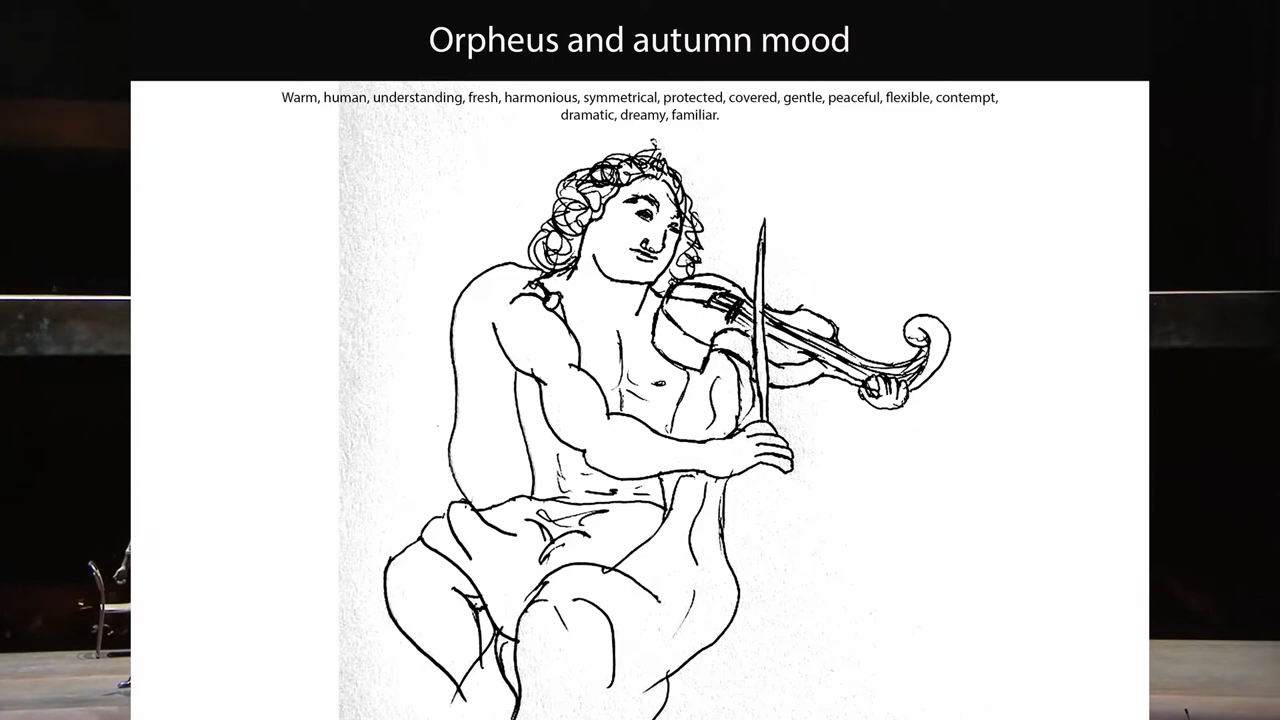 Orpheus and autumn mood
Warm, human, understanding, fresh, harmonious, symmetrical, protected, covered, gentle, peaceful, flexible, contempt,
dramatic, dreamy, familiar.